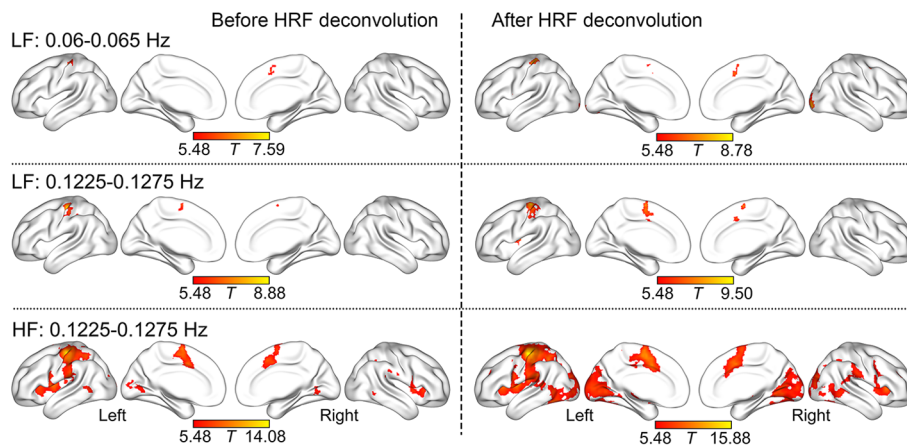 Before HRF deconvolution
After HRF deconvolution
LF: 0.06-0.065 Hz
5.48 T 7.59
5.48 T 8.78
LF: 0.1225-0.1275 Hz
5.48 T 8.88
5.48 T 9.50
HF: 0.1225-0.1275 Hz
Left Right
Left Right
5.48 T 14.08
5.48 T 15.88